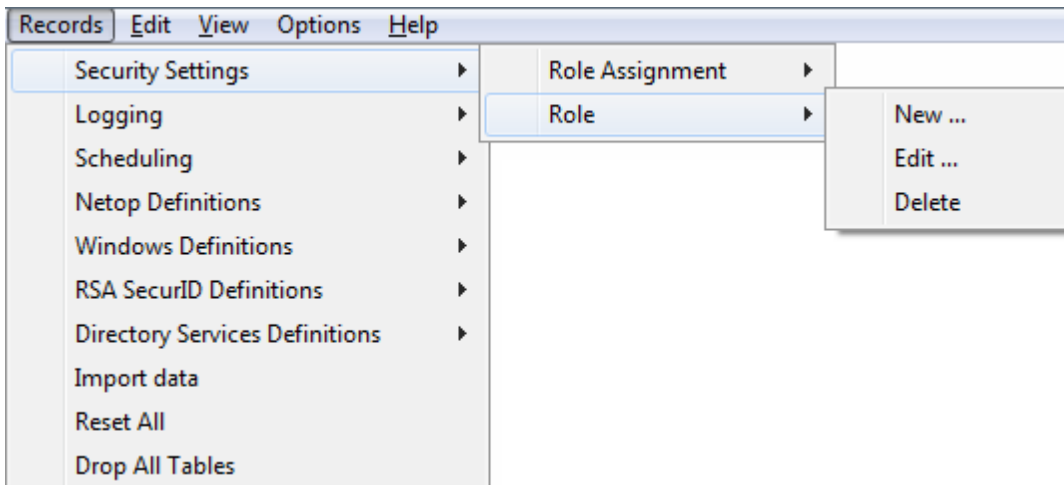 Records Edit View Options Help
Security Settings
Logging
Scheduling
Netop Definitions
Windows Definitions
RSA SecurID Definitions
Directory Services Definitions
Import data
Reset All
Drop All Tables
Role Assignment
Role
New ...
Edit ...
Delete